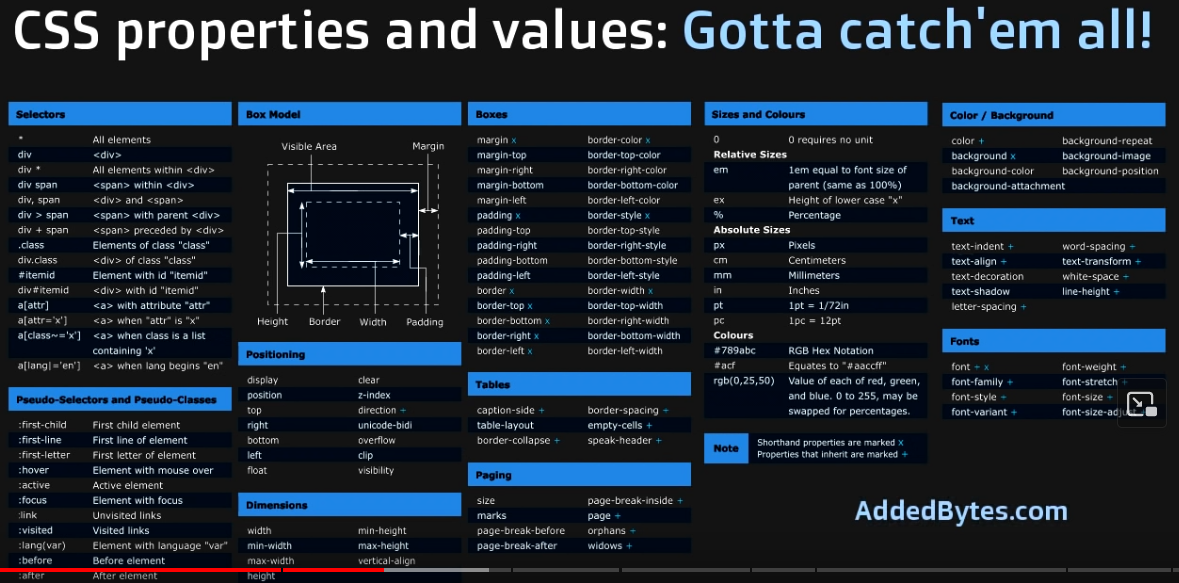 CSS properties and values: Gotta catch'em all!
Selectors
* All elements
div <div>
div * All elements within <div>
div span <span> within <div>
div, span <div> and <span>
div > span <span> with parent <div>
div + span <span> preceded by <div>
.class Elements of class "class"
div.class <div> of class "class"
#itemid Element with id "itemid"
div#itemid <div> with id "itemid"
a[attr] <a> with attribute "attr"
a[attr='x'] <a> when "attr" is "x"
a[class~='x'] <a> when class is a list
containing 'x'
a[lang|='en'] <a> when lang begins "en"
Pseudo-Selectors and Pseudo-Classes
:first-child First child element
:first-line First line of element
:first-letter First letter of element
:hover Element with mouse over
:active Active element
:focus Element with focus
:link Unvisited links
:visited Visited links
:lang(var) Element with language "var"
:before Before element
:after After element
Box Model
Visible Area Margin
Height Border Width Padding
Positioning
display clear
position z-index
top direction +
right unicode-bidi
bottom overflow
left clip
float visibility
Dimensions
width min-height
min-width max-height
max-width vertical-align
height
Boxes
margin x border-color x
margin-top border-top-color
margin-right border-right-color
margin-bottom border-bottom-color
margin-left border-left-color
padding x border-style x
padding-top border-top-style
padding-right border-right-style
padding-bottom border-bottom-style
padding-left border-left-style
border x border-width x
border-top x border-top-width
border-bottom x border-right-width
border-right x border-bottom-width
border-left x border-left-width
Tables
caption-side + border-spacing +
table-layout empty-cells +
border-collapse + speak-header +
Paging
size page-break-inside +
marks page +
page-break-before orphans +
page-break-after widows +
Sizes and Colours
0 0 requires no unit
Relative Sizes
em 1em equal to font size of
parent (same as 100%)
ex Height of lower case "x"
% Percentage
Absolute Sizes
px Pixels
cm Centimeters
mm Millimeters
in Inches
pt 1pt = 1/72in
pc 1pc = 12pt
Colours
#789abc RGB Hex Notation
#acf Equates to "#aaccff"
rgb(0,25,50) Value of each of red, green,
and blue. 0 to 255, may be
swapped for percentages.
Note
Shorthand properties are marked x
Properties that inherit are marked +
Color / Background
color + background-repeat
background x background-image
background-color background-position
background-attachment
Text
text-indent + word-spacing +
text-align + text-transform +
text-decoration white-space +
text-shadow line-height +
letter-spacing +
Fonts
font + x font-weight +
font-family + font-stretch +
font-style + font-size +
font-variant + font-size-adjust +
AddedBytes.com